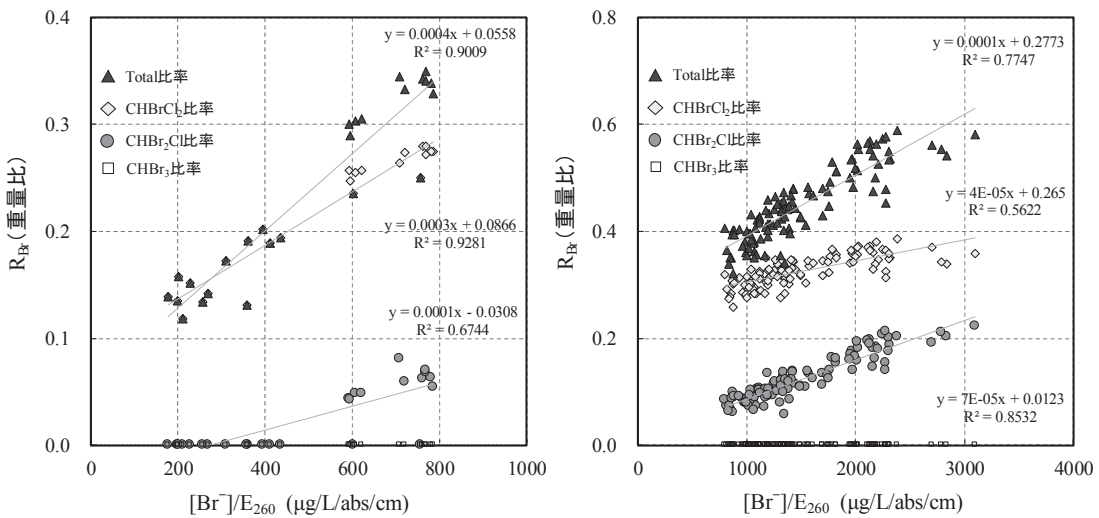 0.4
0.3
0.2
0.1
0.0
R_Br（重量比）
▲ Total比率
◇ CHBrCl₂比率
● CHBr₂Cl比率
□ CHBr₃比率
y = 0.0004x + 0.0558
R² = 0.9009
y = 0.0003x + 0.0866
R² = 0.9281
y = 0.0001x - 0.0308
R² = 0.6744
0 200 400 600 800 1000
[Br⁻]/E₂₆₀ (μg/L/abs/cm)
0.8
0.6
0.4
0.2
0.0
R_Br（重量比）
▲ Total比率
◇ CHBrCl₂比率
● CHBr₂Cl比率
□ CHBr₃比率
y = 0.0001x + 0.2773
R² = 0.7747
y = 4E-05x + 0.265
R² = 0.5622
y = 7E-05x + 0.0123
R² = 0.8532
0 1000 2000 3000 4000
[Br⁻]/E₂₆₀ (μg/L/abs/cm)